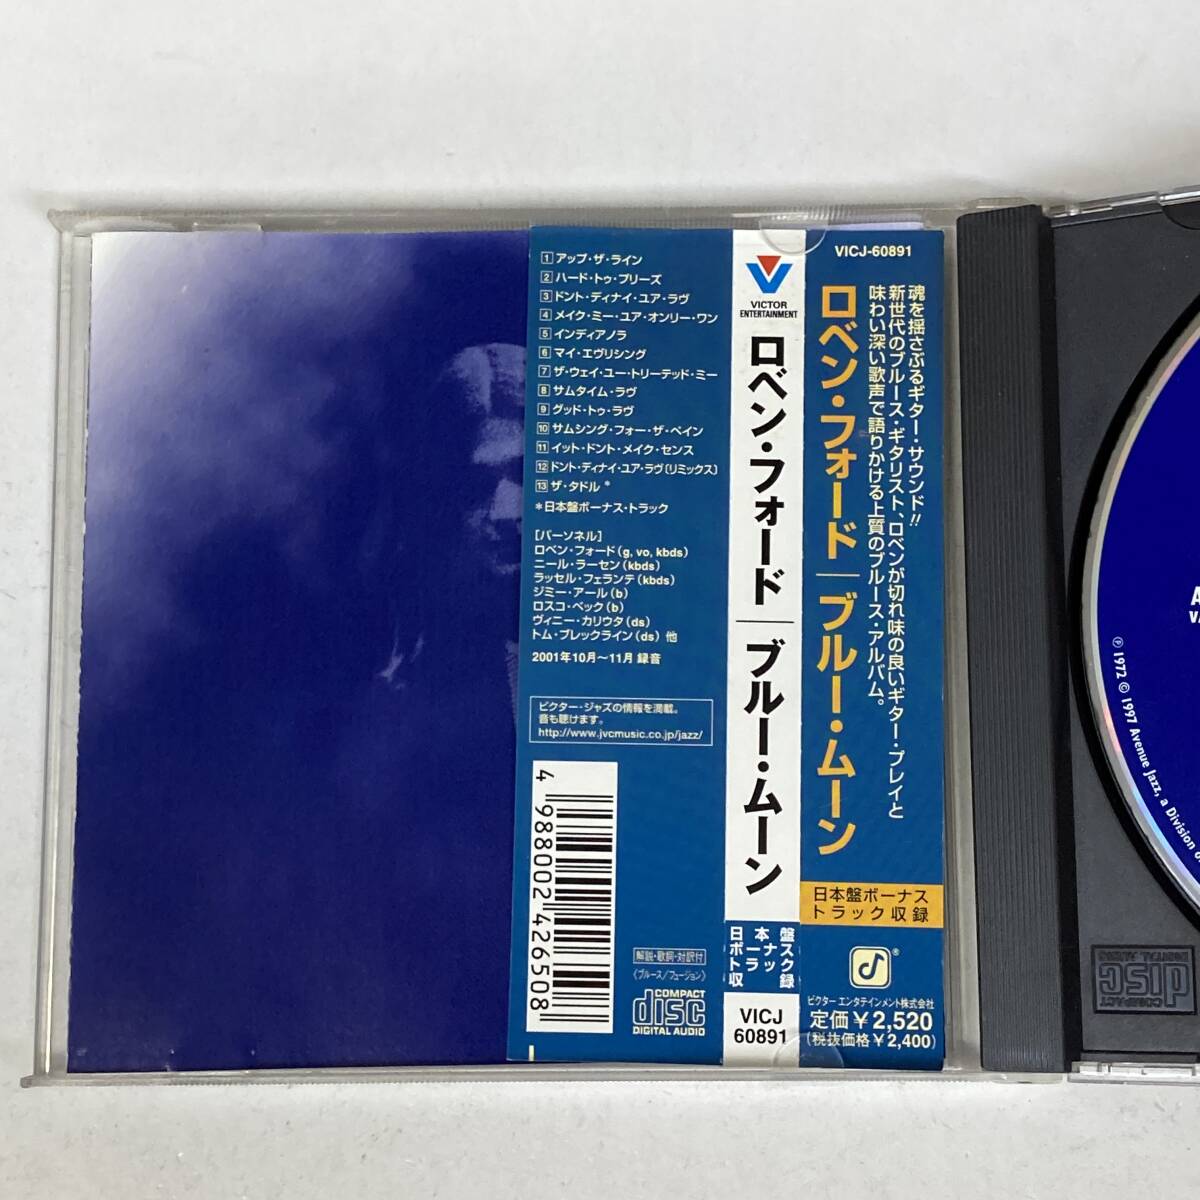 1 アップ・ザ・ライン
2 ハード・トゥ・プリーズ
3 ドント・ディナイ・ユア・ラヴ
4 メイク・ミー・ユア・オンリー・ワン
5 インディアノラ
6 マイ・エヴリシング
7 ザ・ウェイ・ユー・トリーテッド・ミー
8 サムタイム・ラヴ
9 グッド・トゥ・ラヴ
10 サムシング・フォー・ザ・ペイン
11 イット・ドント・メイク・センス
12 ドント・ディナイ・ユア・ラヴ〔リミックス〕
13 ザ・タドル *
*日本盤ボーナス・トラック
[パーソネル]
ロベン・フォード(g, vo, kbds)
ニール・ラーセン(kbds)
ラッセル・フェランテ(kbds)
ジミー・アール(b)
ロスコ・ベック(b)
ヴィニー・カリウタ(ds)
トム・ブレックライン(ds) 他
2001年10月〜11月 録音
ビクター・ジャズの情報を満載。
音も聴けます。
http://www.jvcmusic.co.jp/jazz/
4 988002 426508
解説・歌詞・対訳付
〈ブルース/フュージョン〉
COMPACT
disc
DIGITAL AUDIO
VICTOR
ENTERTAINMENT
ロベン・フォード
ブルー・ムーン
日本盤
ボーナス
トラック
収録
VICJ
60891
VICJ-60891
魂を揺さぶるギター・サウンド!!
新世代のブルース・ギタリスト、ロベンが切れ味の良いギター・プレイと
味わい深い歌声で語りかける上質のブルース・アルバム。
ロベン・フォード
ブルー・ムーン
日本盤ボーナス
トラック収録
®
ビクター エンタテインメント株式会社
定価¥2,520
(税抜価格¥2,400)
℗ 1972 © 1997 Avenue Jazz, a Division
COMPACT
disc
DIGITAL AUDIO